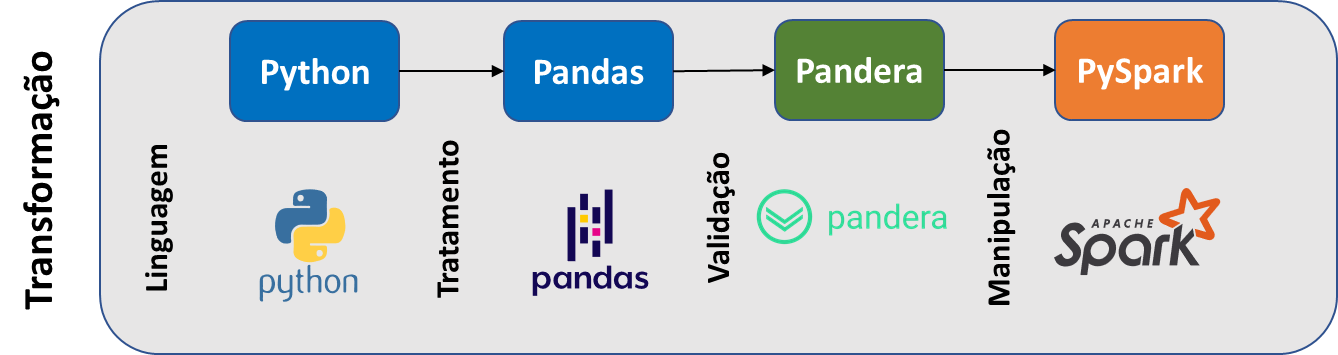 Transformação
Python
Pandas
Pandera
PySpark
Linguagem
python
Tratamento
pandas
Validação
pandera
Manipulação
APACHE
Spark